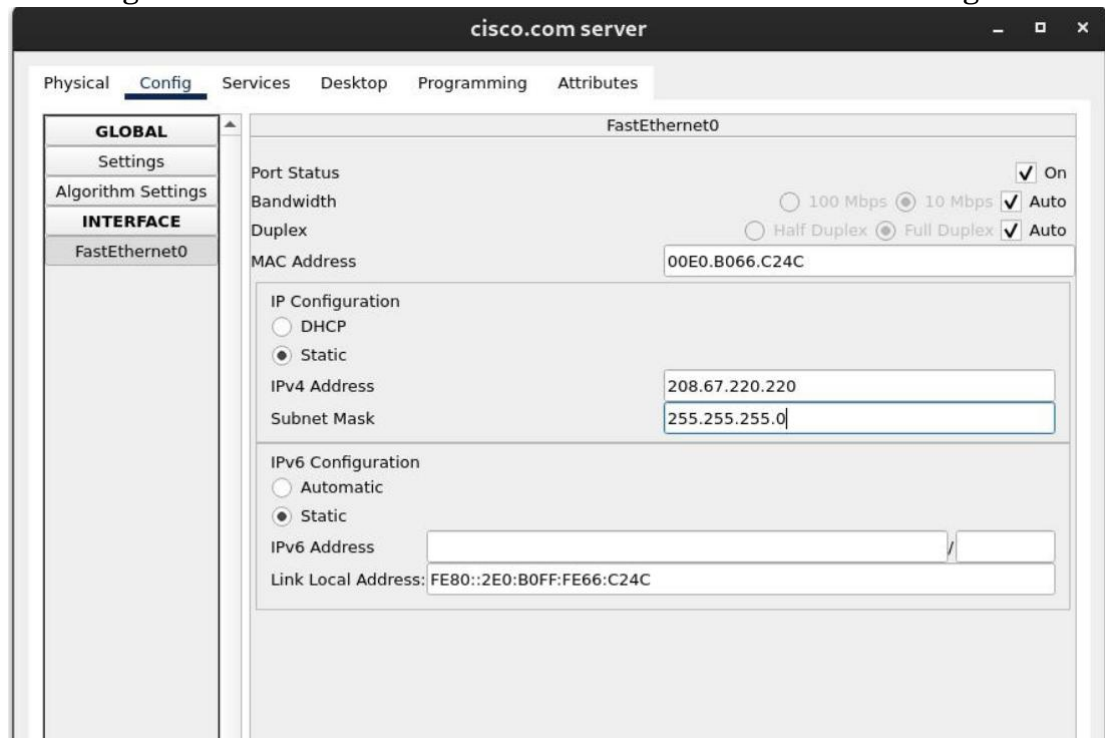 cisco.com server
Physical Config Services Desktop Programming Attributes
GLOBAL
Settings
Algorithm Settings
INTERFACE
FastEthernet0
FastEthernet0
Port Status On
Bandwidth 100 Mbps 10 Mbps Auto
Duplex Half Duplex Full Duplex Auto
MAC Address 00E0.B066.C24C
IP Configuration
DHCP
Static
IPv4 Address 208.67.220.220
Subnet Mask 255.255.255.0
IPv6 Configuration
Automatic
Static
IPv6 Address /
Link Local Address: FE80::2E0:B0FF:FE66:C24C